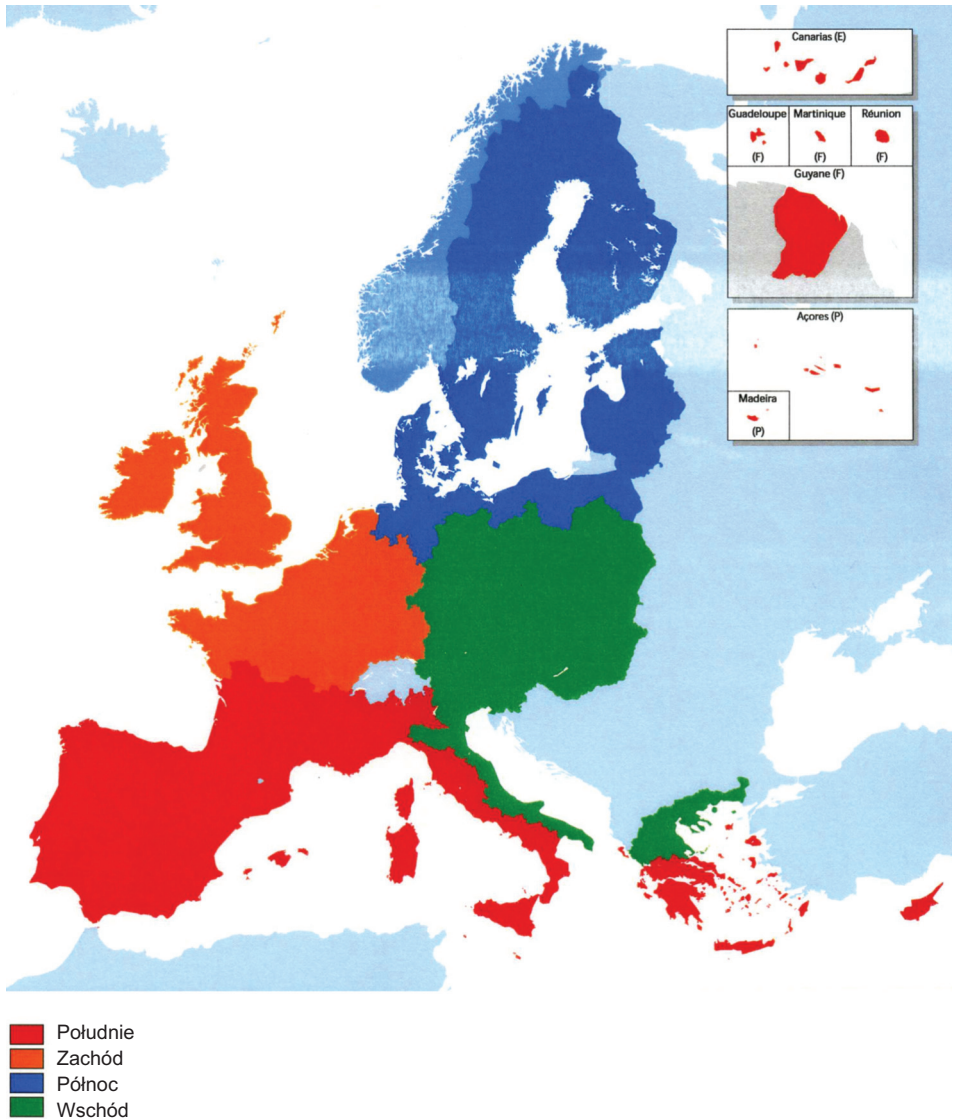 Canarias (E)
Guadeloupe
(F)
Martinique
(F)
Réunion
(F)
Guyane (F)
Açores (P)
Madeira
(P)
Południe
Zachód
Północ
Wschód